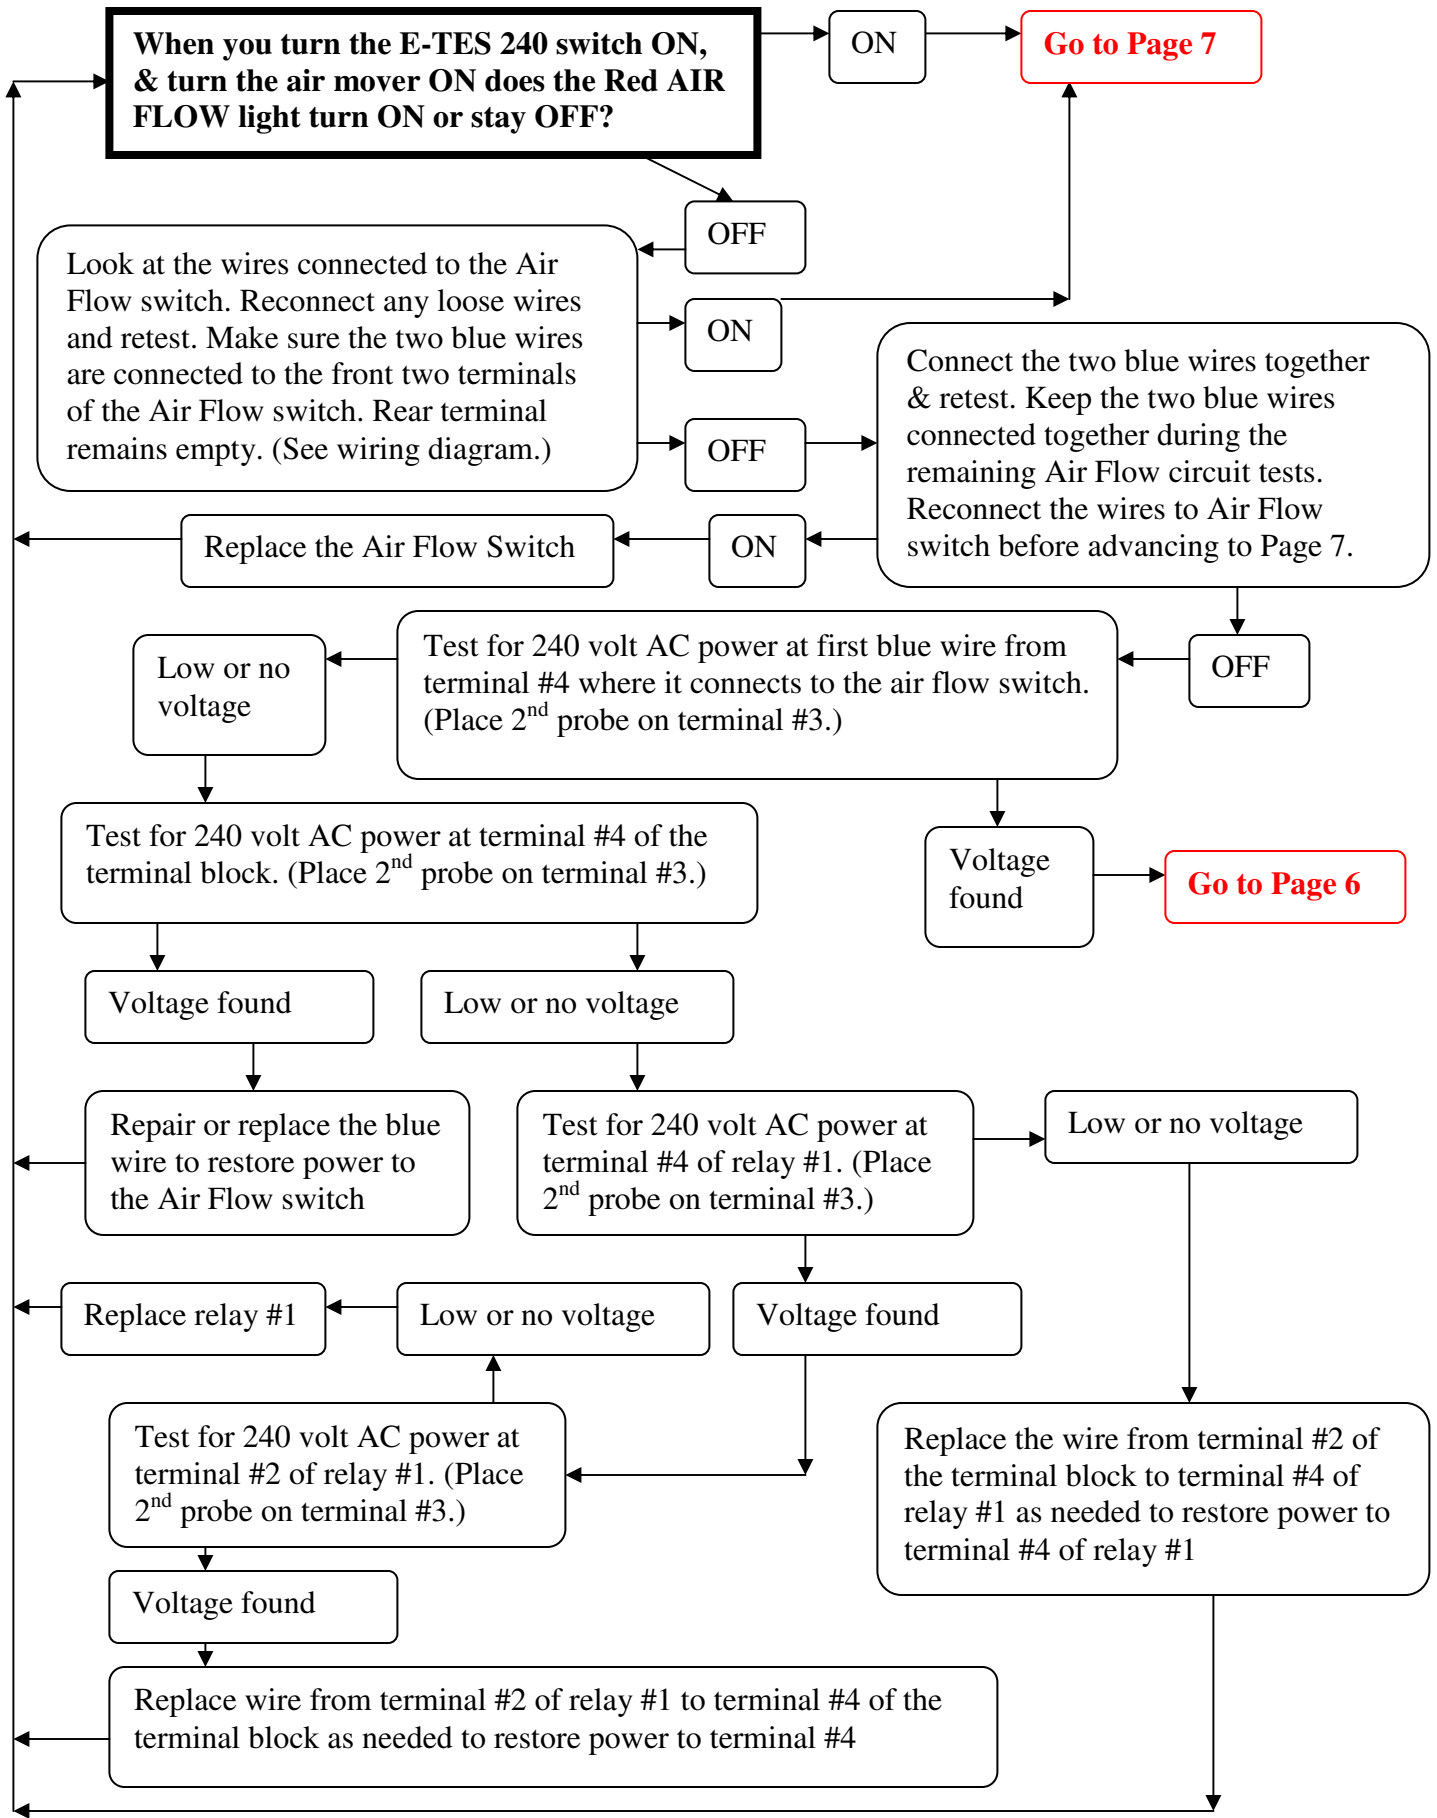 When you turn the E-TES 240 switch ON,
& turn the air mover ON does the Red AIR
FLOW light turn ON or stay OFF?
ON
Go to Page 7
OFF
Look at the wires connected to the Air
Flow switch. Reconnect any loose wires
and retest. Make sure the two blue wires
are connected to the front two terminals
of the Air Flow switch. Rear terminal
remains empty. (See wiring diagram.)
ON
OFF
Connect the two blue wires together
& retest. Keep the two blue wires
connected together during the
remaining Air Flow circuit tests.
Reconnect the wires to Air Flow
switch before advancing to Page 7.
Replace the Air Flow Switch
ON
OFF
Test for 240 volt AC power at first blue wire from
terminal #4 where it connects to the air flow switch.
(Place 2nd probe on terminal #3.)
Low or no
voltage
Test for 240 volt AC power at terminal #4 of the
terminal block. (Place 2nd probe on terminal #3.)
Voltage
found
Go to Page 6
Voltage found
Low or no voltage
Repair or replace the blue
wire to restore power to
the Air Flow switch
Test for 240 volt AC power at
terminal #4 of relay #1. (Place
2nd probe on terminal #3.)
Low or no voltage
Replace relay #1
Low or no voltage
Voltage found
Test for 240 volt AC power at
terminal #2 of relay #1. (Place
2nd probe on terminal #3.)
Replace the wire from terminal #2 of
the terminal block to terminal #4 of
relay #1 as needed to restore power to
terminal #4 of relay #1
Voltage found
Replace wire from terminal #2 of relay #1 to terminal #4 of the
terminal block as needed to restore power to terminal #4